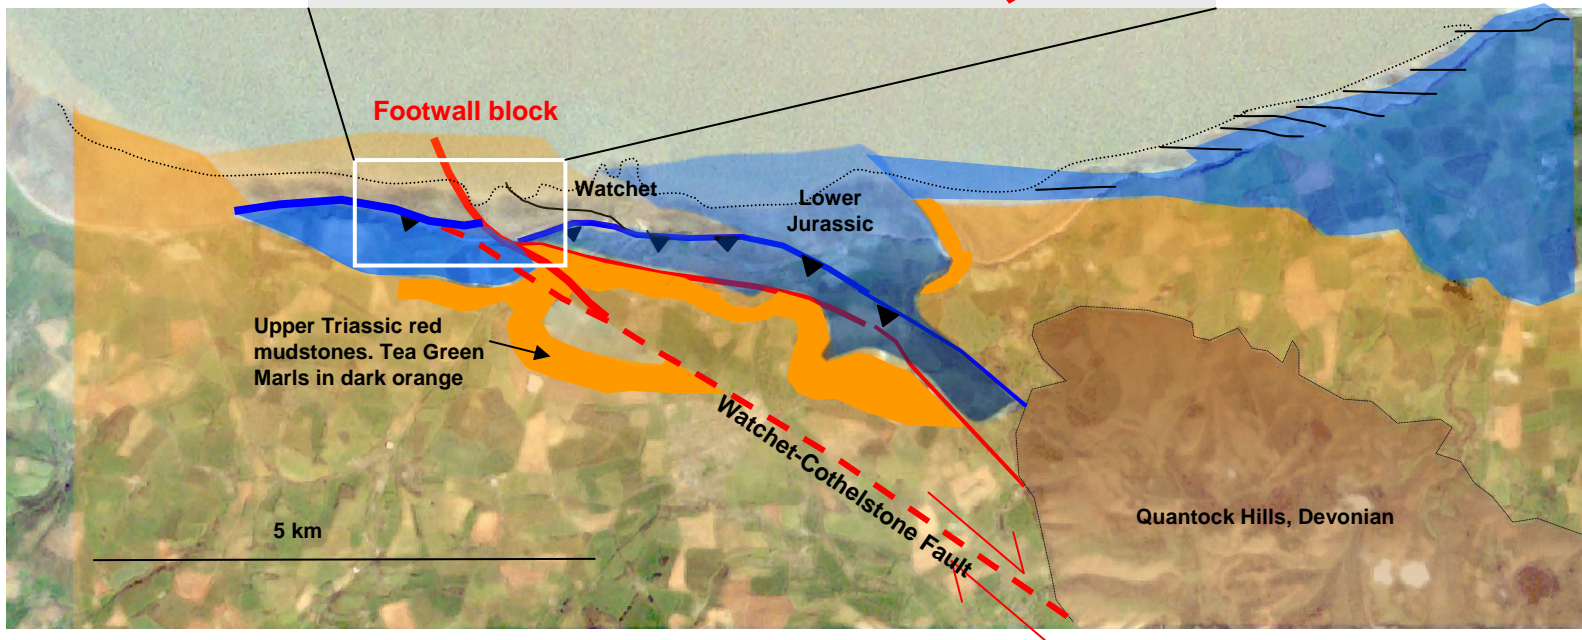 Footwall block
Watchet
Lower
Jurassic
Upper Triassic red
mudstones. Tea Green
Marls in dark orange
Watchet-Cothelstone Fault
5 km
Quantock Hills, Devonian